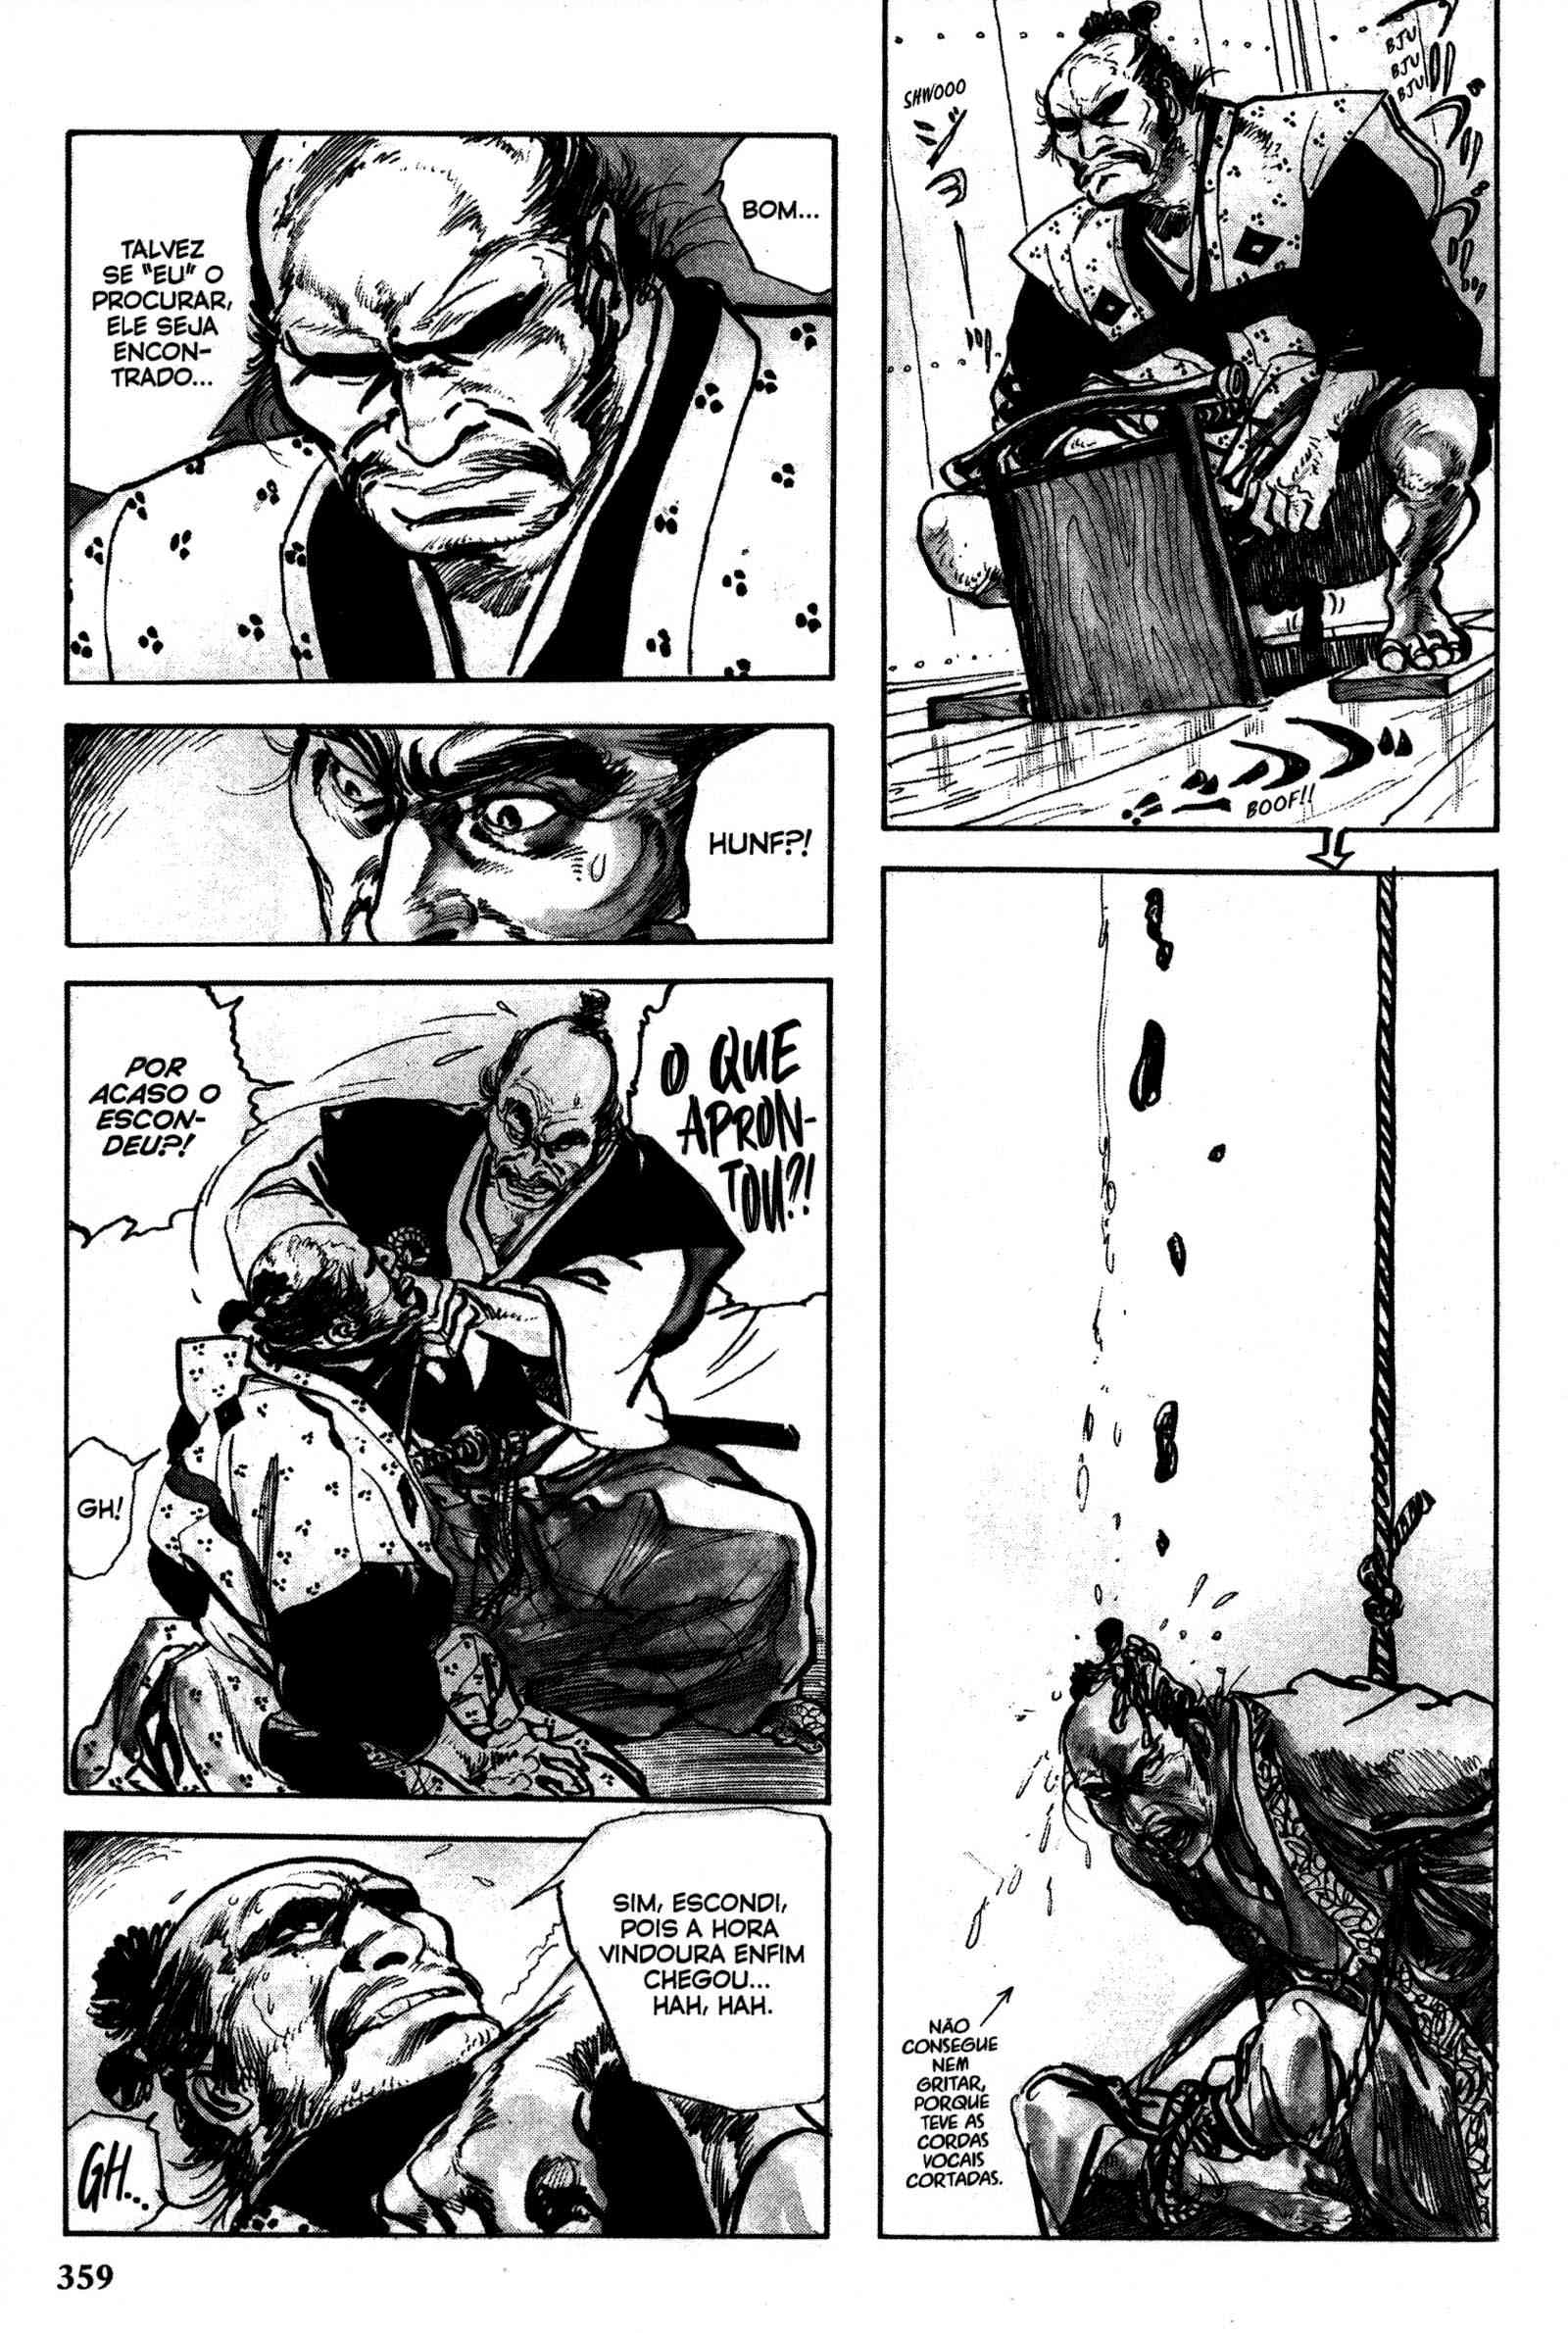 SHWOOO
BJU
BJU
BJU
BOOF!!
NÃO
CONSEGUE
NEM
GRITAR,
PORQUE
TEVE AS
CORDAS
VOCAIS
CORTADAS.
BOM...
TALVEZ
SE "EU" O
PROCURAR,
ELE SEJA
ENCON-
TRADO...
HUNF?!
O QUE
APRON-
TOU?!
POR
ACASO O
ESCON-
DEU?!
GH!
SIM, ESCONDI,
POIS A HORA
VINDOURA ENFIM
CHEGOU...
HAH, HAH.
GH...
359